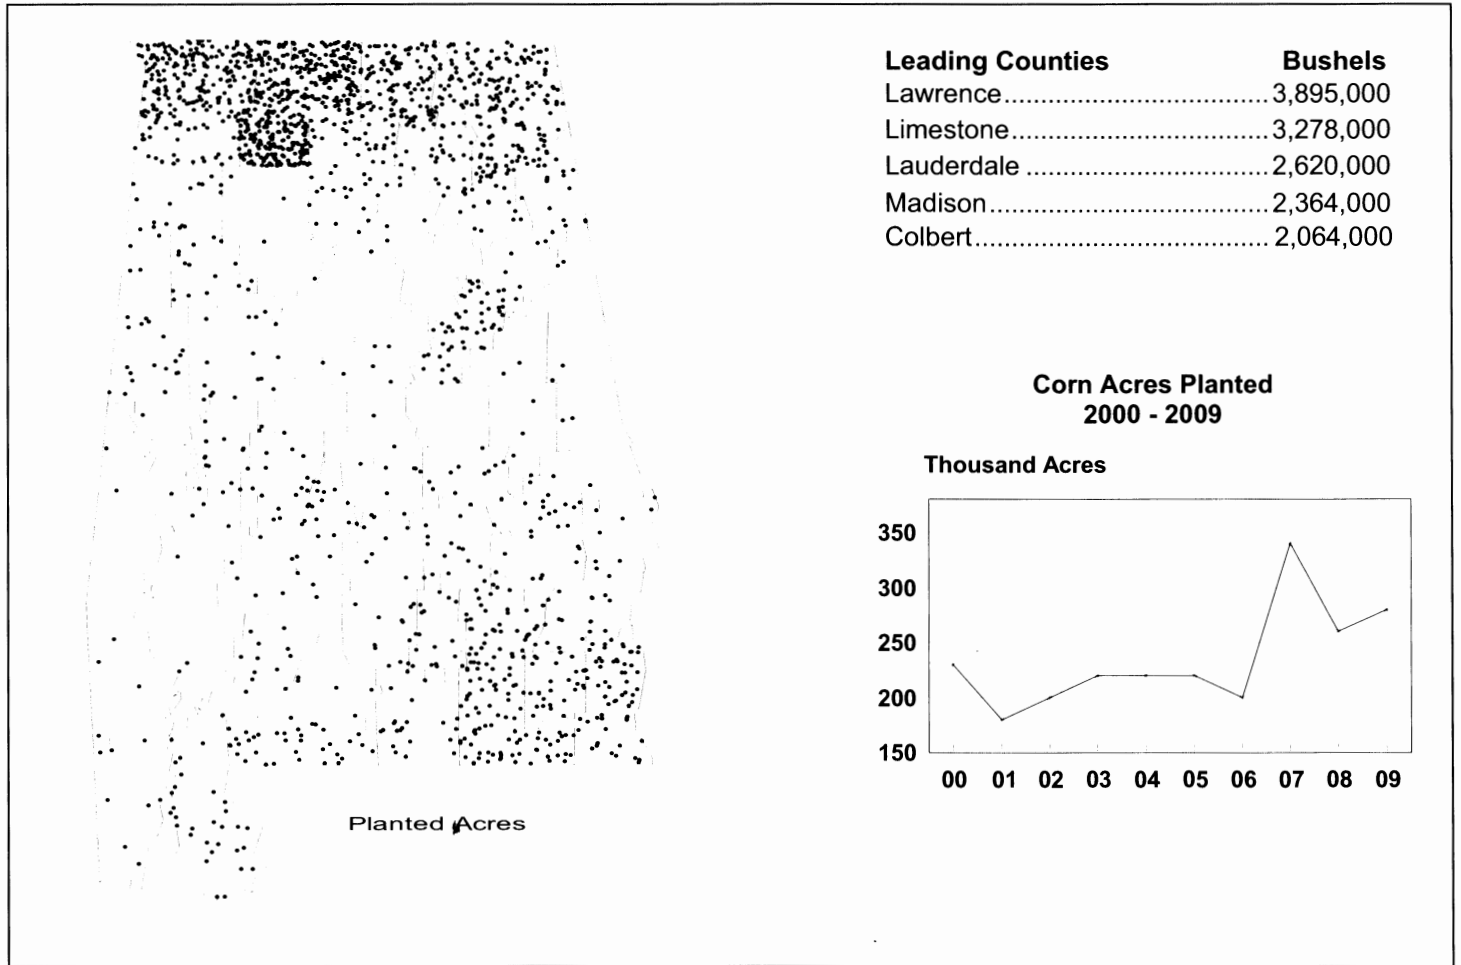 Leading Counties Bushels
Lawrence................................... 3,895,000
Limestone.................................. 3,278,000
Lauderdale ................................ 2,620,000
Madison..................................... 2,364,000
Colbert....................................... 2,064,000
Corn Acres Planted
2000 - 2009
Thousand Acres
350
300
250
200
150
00 01 02 03 04 05 06 07 08 09
Planted Acres